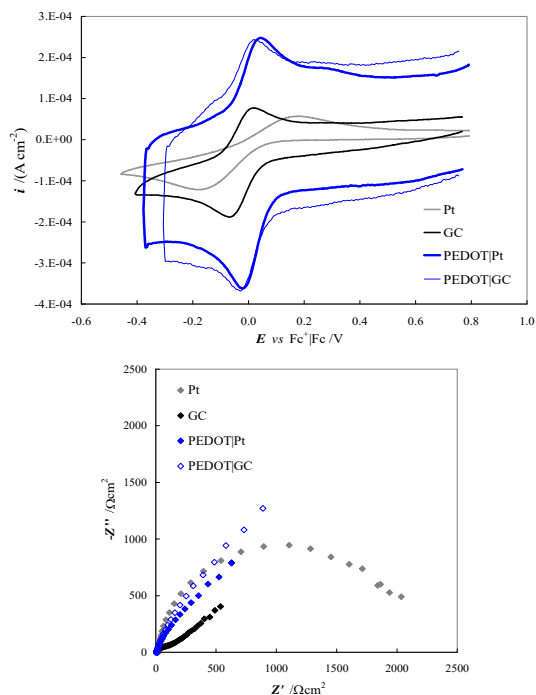 3.E-04
2.E-04
1.E-04
0.E+00
-1.E-04
-2.E-04
-3.E-04
-4.E-04
i /(A cm-2)
Pt
GC
PEDOT|Pt
PEDOT|GC
-0.6 -0.4 -0.2 0.0 0.2 0.4 0.6 0.8 1.0
E vs Fc+|Fc /V
2500
2000
1500
1000
500
0
-Z'' /Ωcm2
Pt
GC
PEDOT|Pt
PEDOT|GC
0 500 1000 1500 2000 2500
Z' /Ωcm2